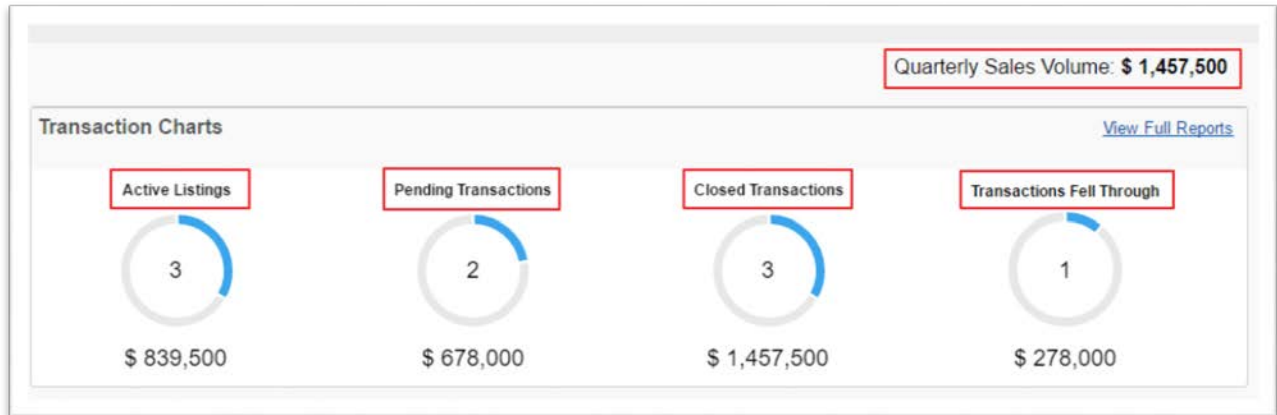 Quarterly Sales Volume: $ 1,457,500
Transaction Charts
View Full Reports
Active Listings
Pending Transactions
Closed Transactions
Transactions Fell Through
3
2
3
1
$ 839,500
$ 678,000
$ 1,457,500
$ 278,000